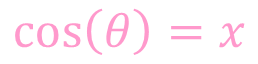 cos(θ) = x